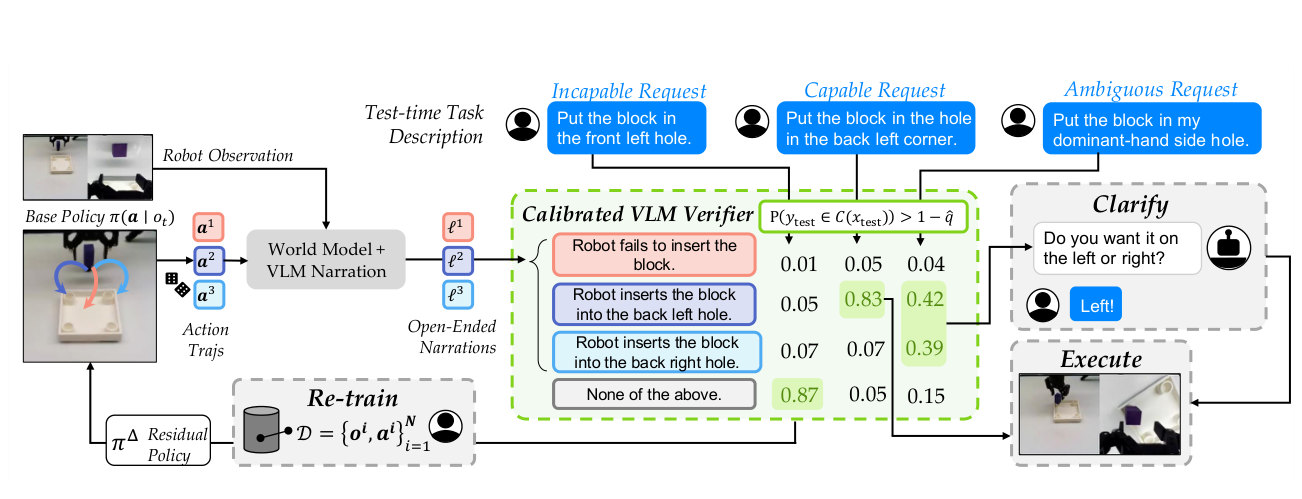 Incapable Request
Capable Request
Ambiguous Request
Test-time Task
Description
Put the block in
the front left hole.
Put the block in the hole
in the back left corner.
Put the block in my
dominant-hand side hole.
Robot Observation
Base Policy π(a | oₜ)
a¹
a²
a³
Action
Trajs
World Model +
VLM Narration
ℓ¹
ℓ²
ℓ³
Open-Ended
Narrations
Calibrated VLM Verifier
P(y_test ∈ C(x_test)) > 1 − q̂
Robot fails to insert the
block.
0.01 0.05 0.04
Robot inserts the block
into the back left hole.
0.05 0.83 0.42
Robot inserts the block
into the back right hole.
0.07 0.07 0.39
None of the above.
0.87 0.05 0.15
Clarify
Do you want it on
the left or right?
Left!
Execute
Re-train
𝒟 = {oⁱ, aⁱ}ᵢ₌₁ᴺ
π^Δ Residual
Policy